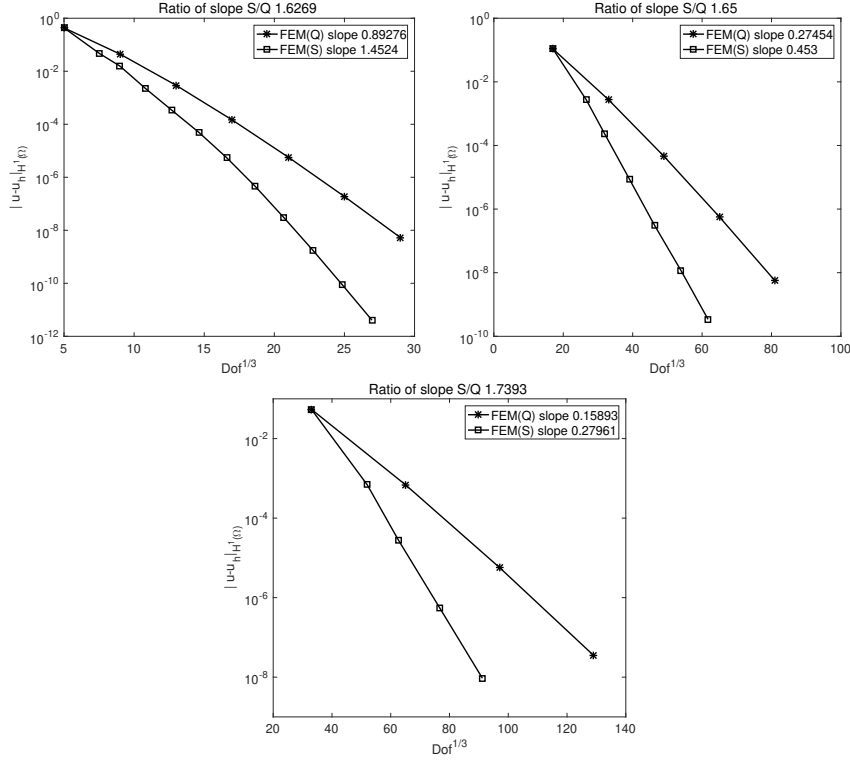 Ratio of slope S/Q 1.6269
FEM(Q) slope 0.89276
FEM(S) slope 1.4524
10^0
10^-2
10^-4
10^-6
10^-8
10^-10
10^-12
| u-u_h|_H^1(Ω)
5 10 15 20 25 30
Dof^1/3
Ratio of slope S/Q 1.65
FEM(Q) slope 0.27454
FEM(S) slope 0.453
10^0
10^-2
10^-4
10^-6
10^-8
10^-10
| u-u_h|_H^1(Ω)
0 20 40 60 80 100
Dof^1/3
Ratio of slope S/Q 1.7393
FEM(Q) slope 0.15893
FEM(S) slope 0.27961
10^-2
10^-4
10^-6
10^-8
| u-u_h|_H^1(Ω)
20 40 60 80 100 120 140
Dof^1/3